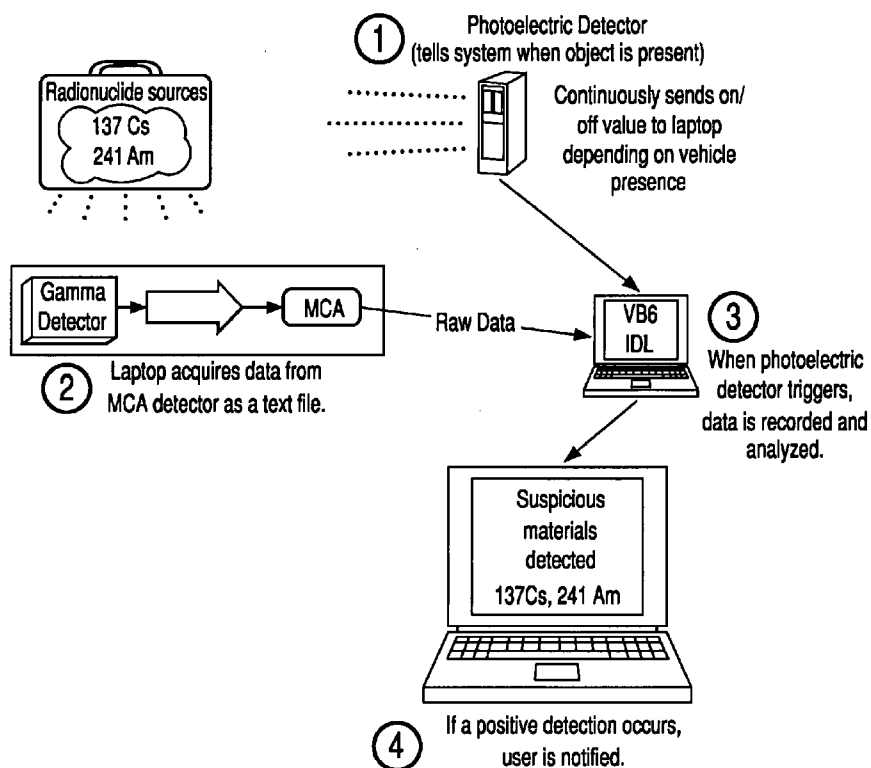 1
Photoelectric Detector
(tells system when object is present)
Continuously sends on/
off value to laptop
depending on vehicle
presence
Radionuclide sources
137 Cs
241 Am
Gamma
Detector
MCA
Raw Data
2
Laptop acquires data from
MCA detector as a text file.
VB6
IDL
3
When photoelectric
detector triggers,
data is recorded and
analyzed.
Suspicious
materials
detected
137Cs, 241 Am
4
If a positive detection occurs,
user is notified.